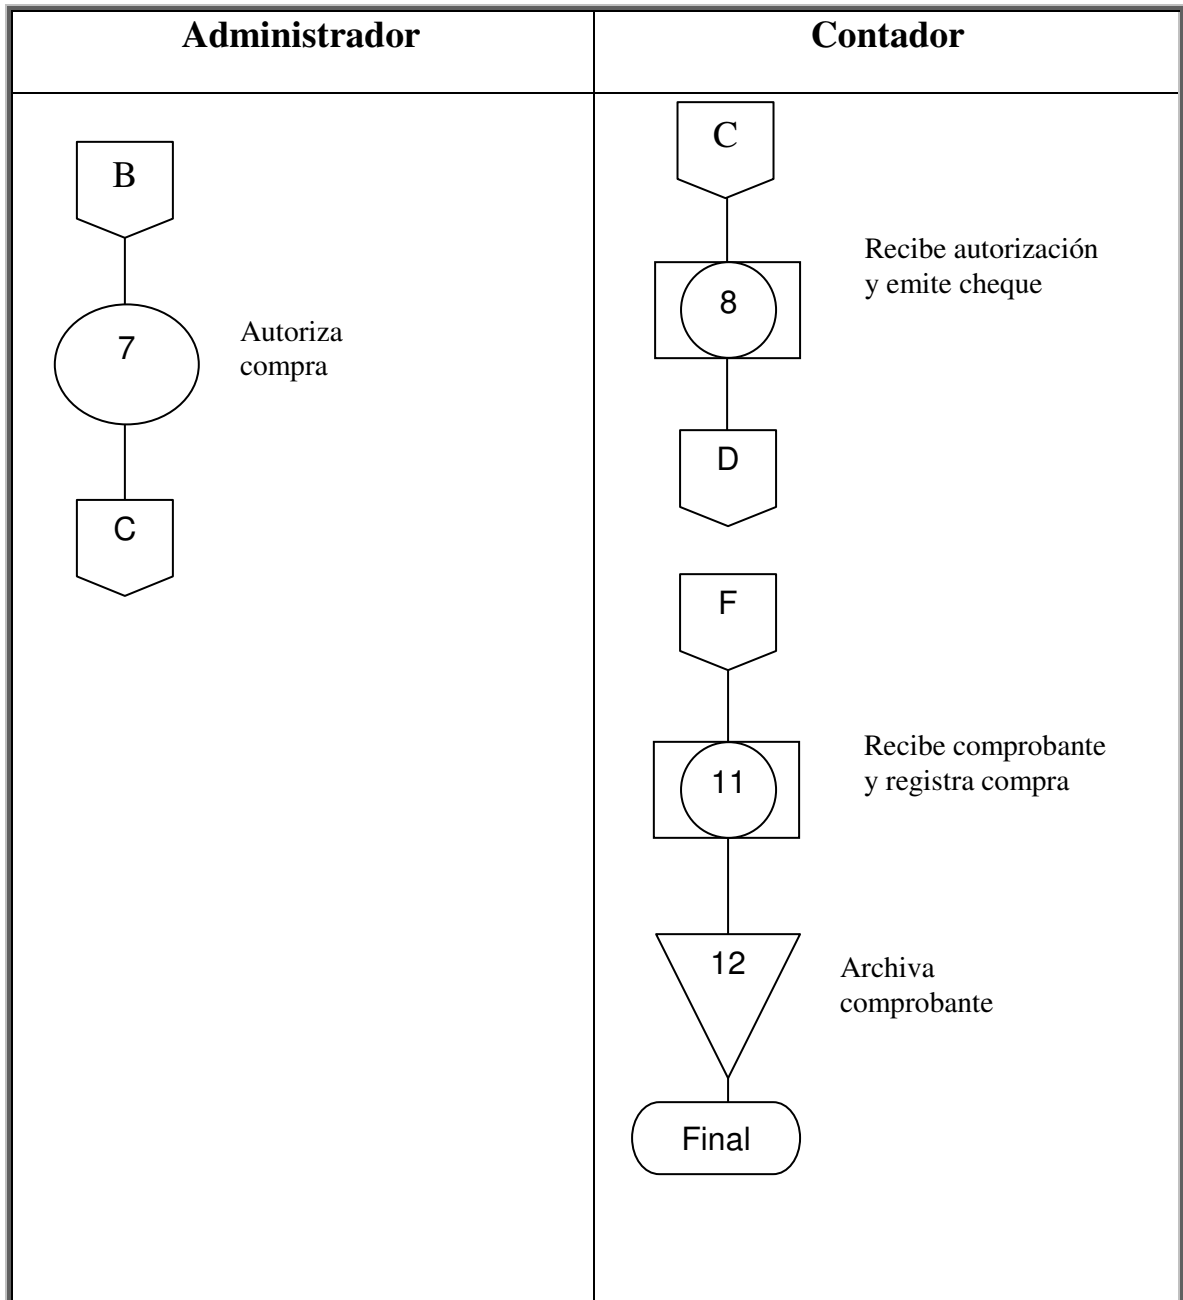 Administrador
Contador
B
7
Autoriza
compra
C
C
8
Recibe autorización
y emite cheque
D
F
11
Recibe comprobante
y registra compra
12
Archiva
comprobante
Final